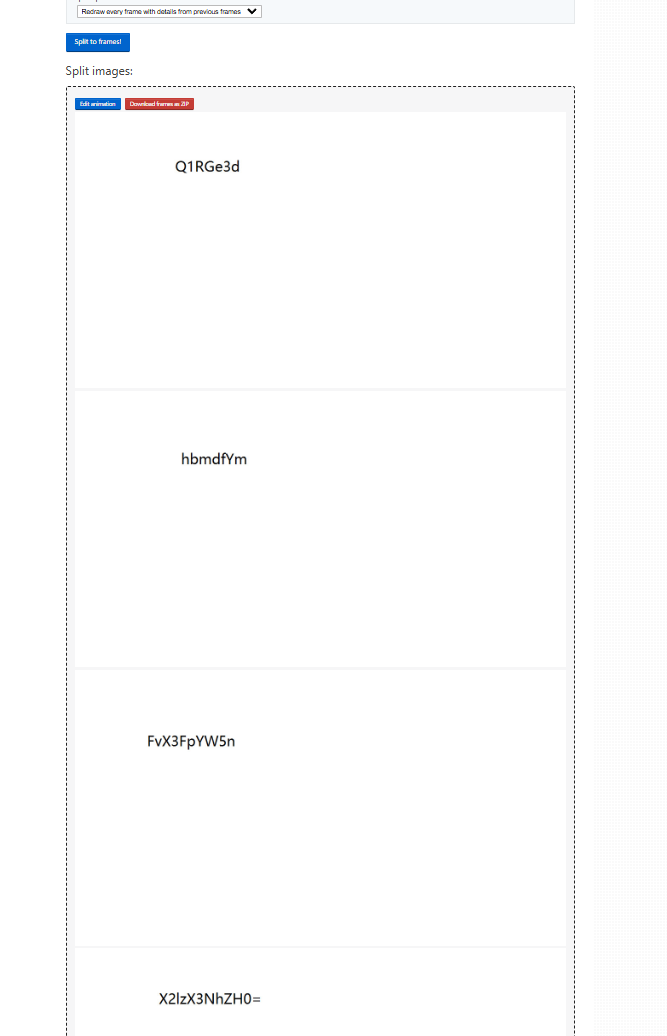 Redraw every frame with details from previous frames
Split to frames!
Split images:
Edit animation Download frames as ZIP
Q1RGe3d
hbmdfYm
FvX3FpYW5n
X2lzX3NhZH0=